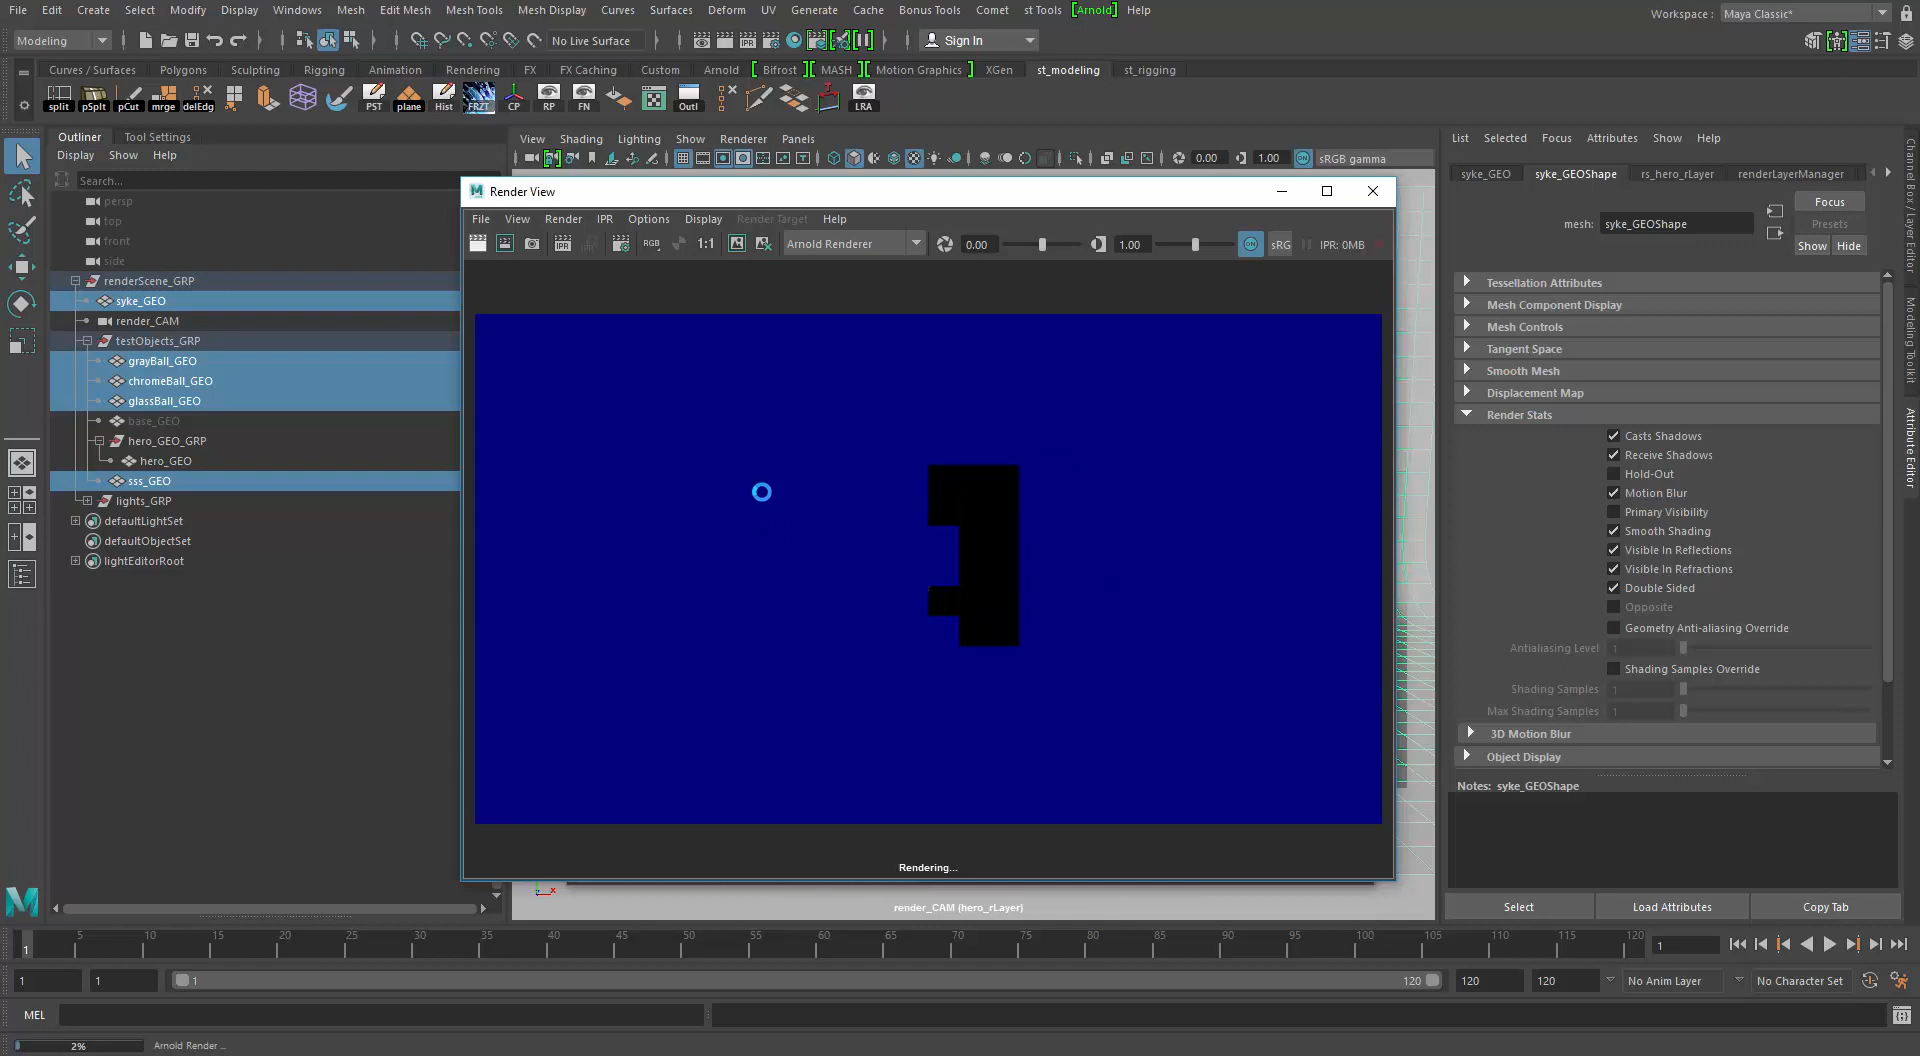 File Edit Create Select Modify Display Windows Mesh Edit Mesh Mesh Tools Mesh Display Curves Surfaces Deform UV Generate Cache Bonus Tools Comet st Tools [Arnold] Help
Workspace : Maya Classic*
Modeling
No Live Surface
Sign In
Curves / Surfaces Polygons Sculpting Rigging Animation Rendering FX FX Caching Custom Arnold Bifrost MASH Motion Graphics XGen st_modeling st_rigging
split pSplt pCut mrge delEdg PST plane Hist FRZT CP RP FN Outl LRA
Outliner Tool Settings
Display Show Help
Search...
persp
top
front
side
renderScene_GRP
syke_GEO
render_CAM
testObjects_GRP
grayBall_GEO
chromeBall_GEO
glassBall_GEO
base_GEO
hero_GEO_GRP
hero_GEO
sss_GEO
lights_GRP
defaultLightSet
defaultObjectSet
lightEditorRoot
View Shading Lighting Show Renderer Panels
0.00 1.00 sRGB gamma
Render View
File View Render IPR Options Display Render Target Help
IPR RGB 1:1 Arnold Renderer 0.00 1.00 sRG IPR: 0MB
Rendering...
render_CAM (hero_rLayer)
List Selected Focus Attributes Show Help
syke_GEO syke_GEOShape rs_hero_rLayer renderLayerManager
mesh: syke_GEOShape
Focus
Presets
Show Hide
Tessellation Attributes
Mesh Component Display
Mesh Controls
Tangent Space
Smooth Mesh
Displacement Map
Render Stats
Casts Shadows
Receive Shadows
Hold-Out
Motion Blur
Primary Visibility
Smooth Shading
Visible In Reflections
Visible In Refractions
Double Sided
Opposite
Geometry Anti-aliasing Override
Antialiasing Level 1
Shading Samples Override
Shading Samples 1
Max Shading Samples 1
3D Motion Blur
Object Display
Notes: syke_GEOShape
Select Load Attributes Copy Tab
Channel Box / Layer Editor
Modeling Toolkit
Attribute Editor
1 5 10 15 20 25 30 35 40 45 50 55 60 65 70 75 80 85 90 95 100 105 110 115 120
1
1 1 1 120 120 120 No Anim Layer No Character Set
MEL
2% Arnold Render ...